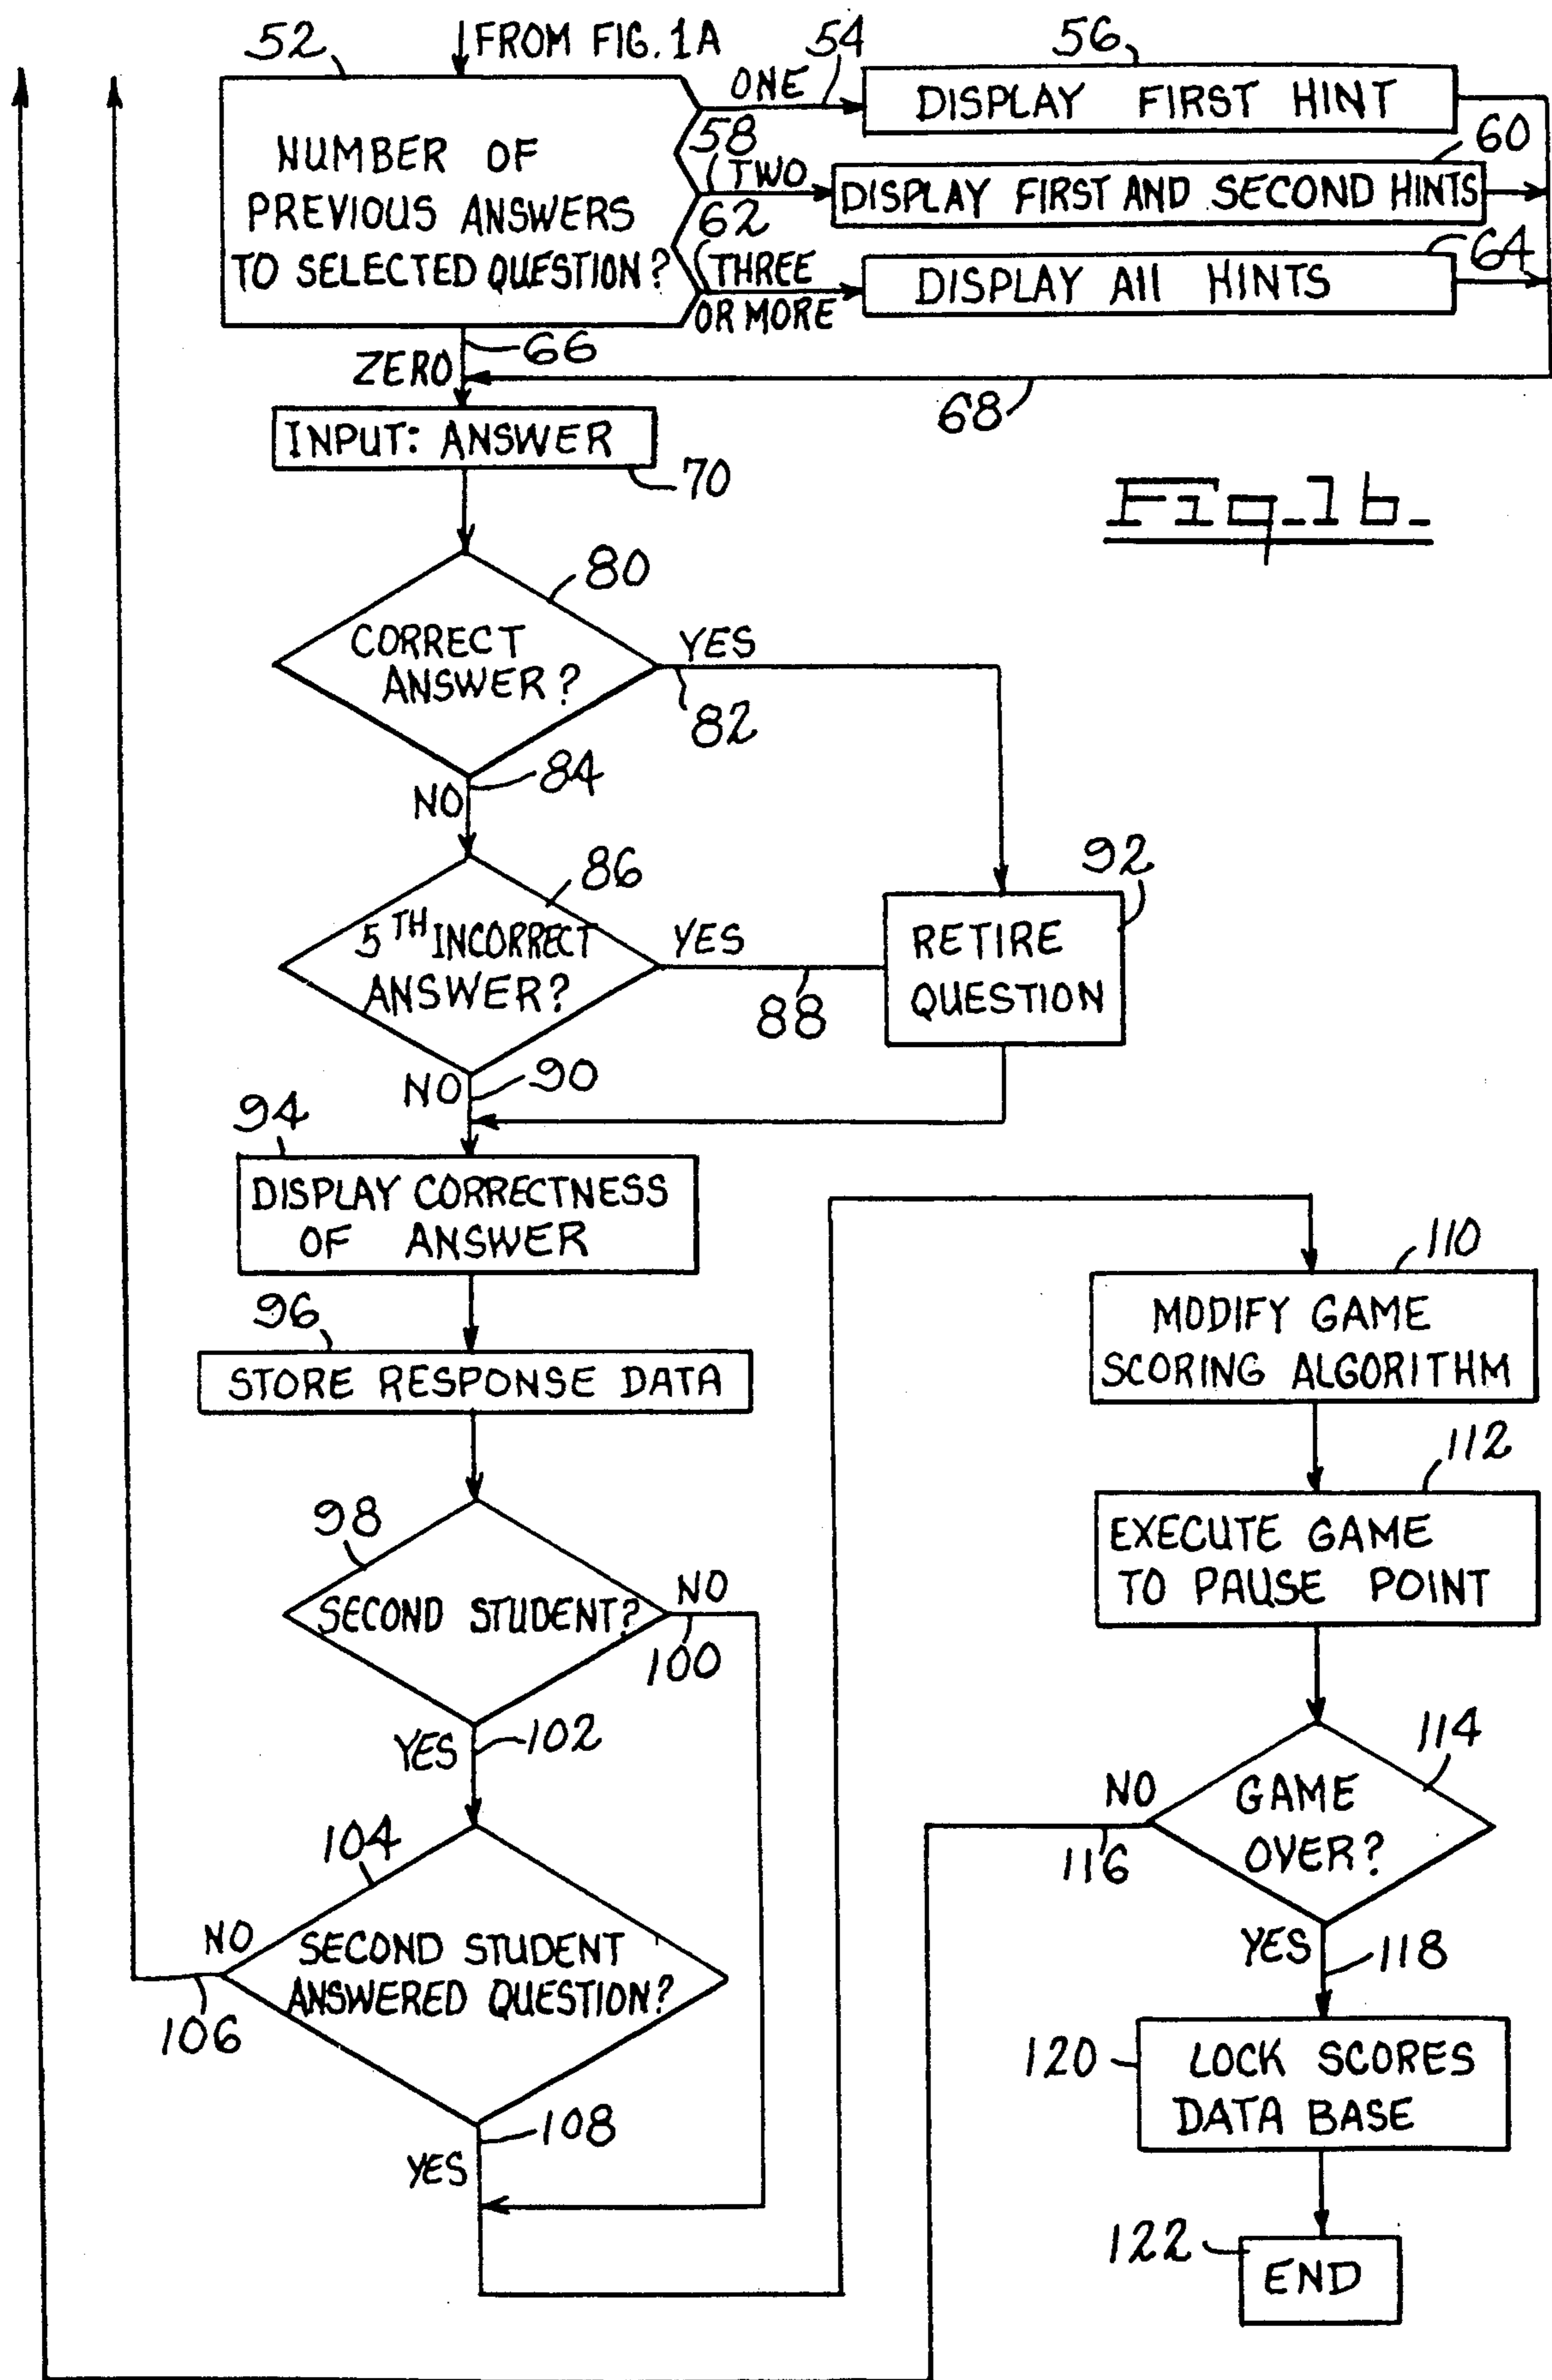 52
FROM FIG. 1A
54
56
ONE
DISPLAY FIRST HINT
NUMBER OF
PREVIOUS ANSWERS
TO SELECTED QUESTION?
58
TWO
60
DISPLAY FIRST AND SECOND HINTS
62
THREE
OR MORE
64
DISPLAY All HINTS
66
ZERO
68
INPUT: ANSWER
70
Fig. 1b.
80
CORRECT
ANSWER?
YES
82
84
NO
86
5TH INCORRECT
ANSWER?
YES
88
92
RETIRE
QUESTION
NO
90
94
DISPLAY CORRECTNESS
OF ANSWER
96
STORE RESPONSE DATA
98
SECOND STUDENT?
NO
100
YES
102
104
SECOND STUDENT
ANSWERED QUESTION?
NO
106
108
YES
110
MODIFY GAME
SCORING ALGORITHM
112
EXECUTE GAME
TO PAUSE POINT
114
GAME
OVER?
NO
116
YES
118
120
LOCK SCORES
DATA BASE
122
END